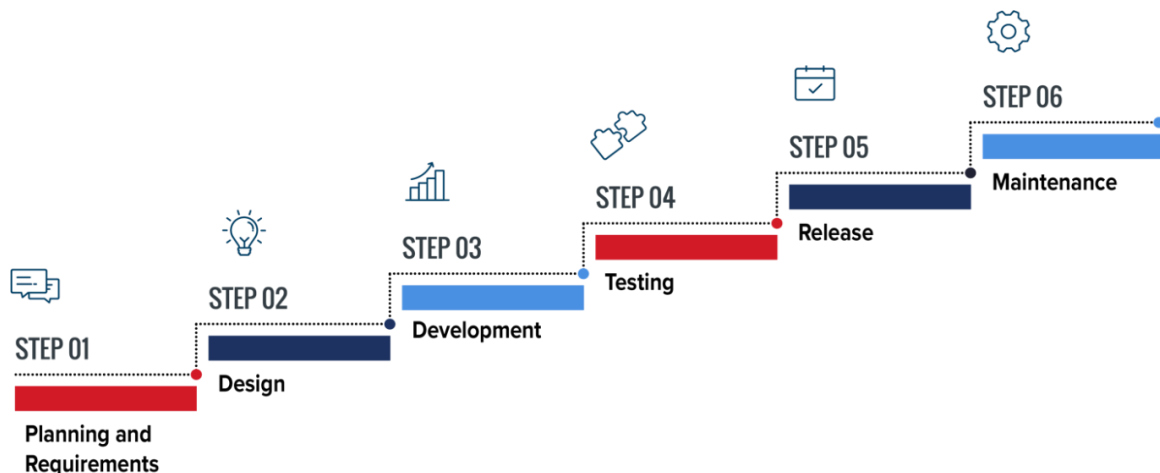 STEP 01
Planning and
Requirements
STEP 02
Design
STEP 03
Development
STEP 04
Testing
STEP 05
Release
STEP 06
Maintenance